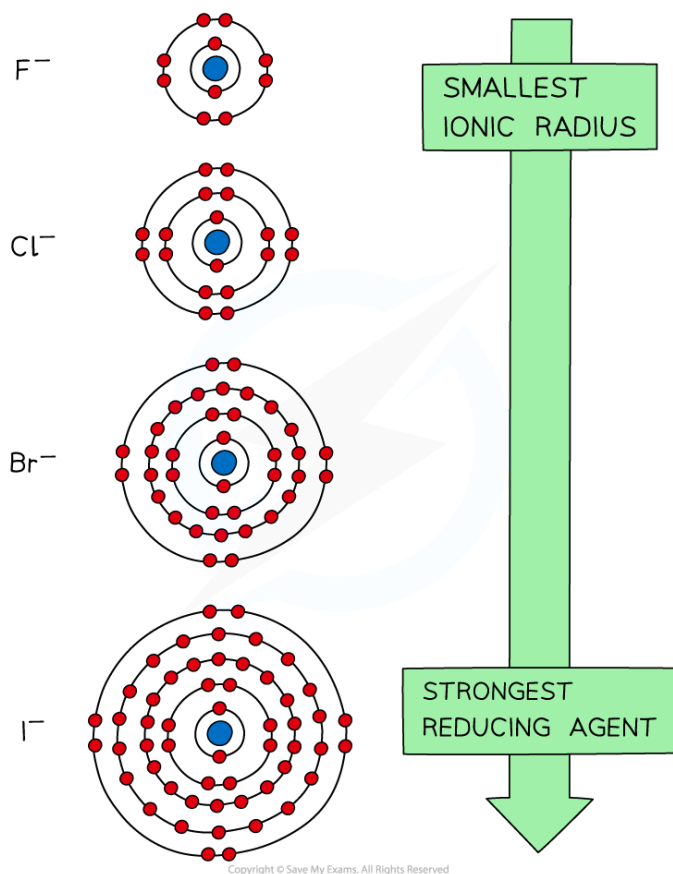 F⁻
SMALLEST
IONIC RADIUS
Cl⁻
Br⁻
STRONGEST
REDUCING AGENT
I⁻
Copyright © Save My Exams. All Rights Reserved